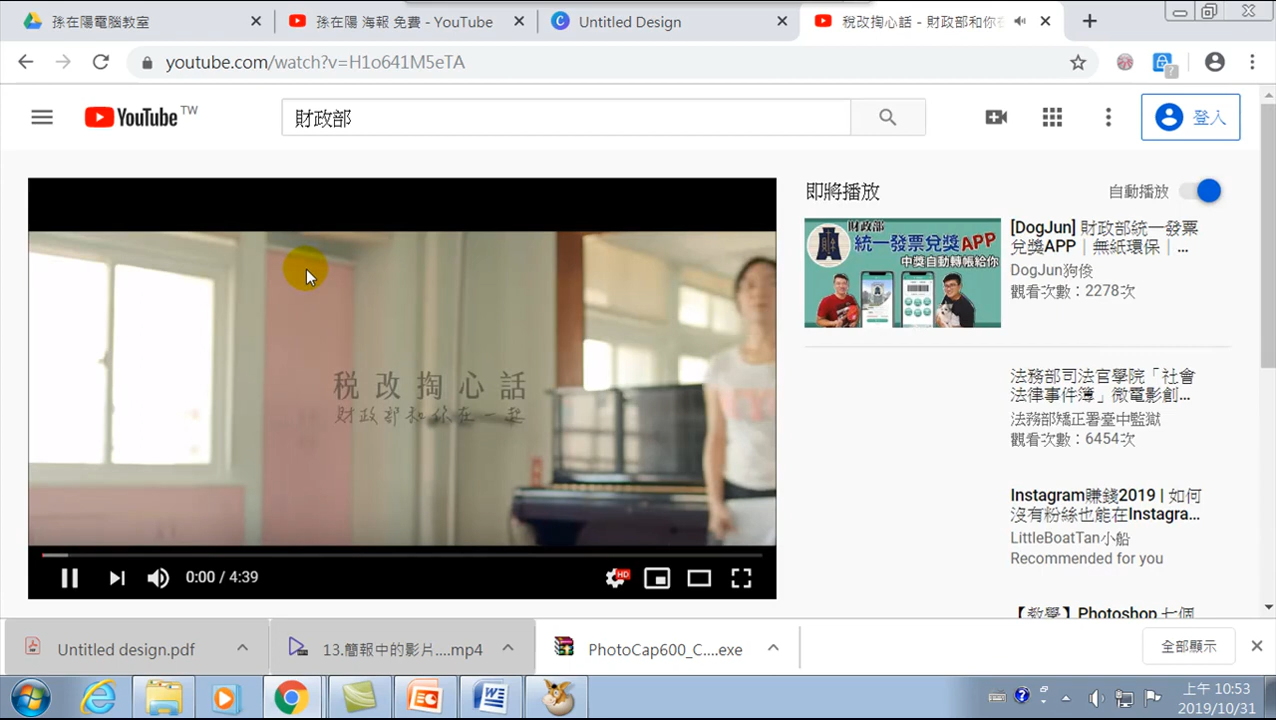 孫在陽電腦教室
孫在陽 海報 免費 - YouTube
Untitled Design
稅改掏心話 - 財政部和你在
youtube.com/watch?v=H1o641M5eTA
YouTube TW
財政部
登入
稅改掏心話
財政部和你在一起
0:00 / 4:39
HD
即將播放
自動播放
財政部
統一發票兌獎APP
中獎自動轉帳給你
[DogJun] 財政部統一發票
兌獎APP｜無紙環保｜...
DogJun狗俊
觀看次數：2278次
法務部司法官學院「社會
法律事件簿」微電影創...
法務部矯正署臺中監獄
觀看次數：6454次
Instagram賺錢2019 | 如何
沒有粉絲也能在Instagra...
LittleBoatTan小船
Recommended for you
【教學】Photoshop 七個
Untitled design.pdf
13.簡報中的影片....mp4
PhotoCap600_C....exe
全部顯示
上午 10:53
2019/10/31